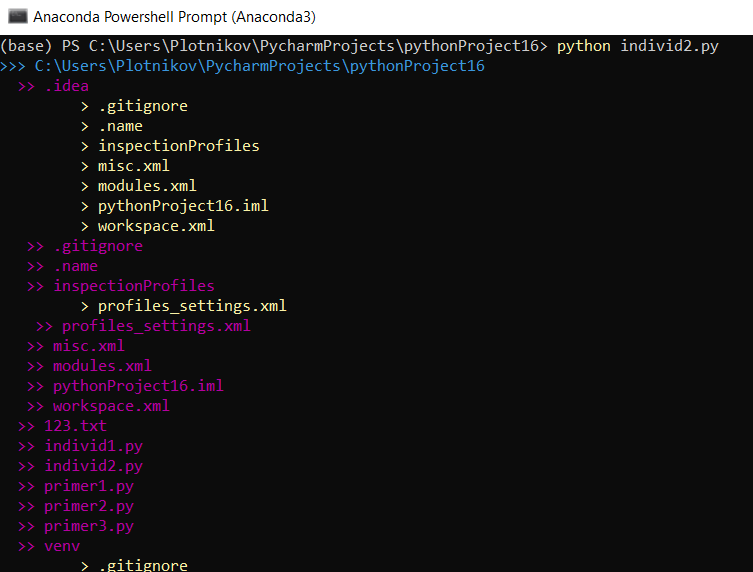 Anaconda Powershell Prompt (Anaconda3)
(base) PS C:\Users\Plotnikov\PycharmProjects\pythonProject16> python individ2.py
>>> C:\Users\Plotnikov\PycharmProjects\pythonProject16
>> .idea
> .gitignore
> .name
> inspectionProfiles
> misc.xml
> modules.xml
> pythonProject16.iml
> workspace.xml
>> .gitignore
>> .name
>> inspectionProfiles
> profiles_settings.xml
>> profiles_settings.xml
>> misc.xml
>> modules.xml
>> pythonProject16.iml
>> workspace.xml
>> 123.txt
>> individ1.py
>> individ2.py
>> primer1.py
>> primer2.py
>> primer3.py
>> venv
> .gitignore